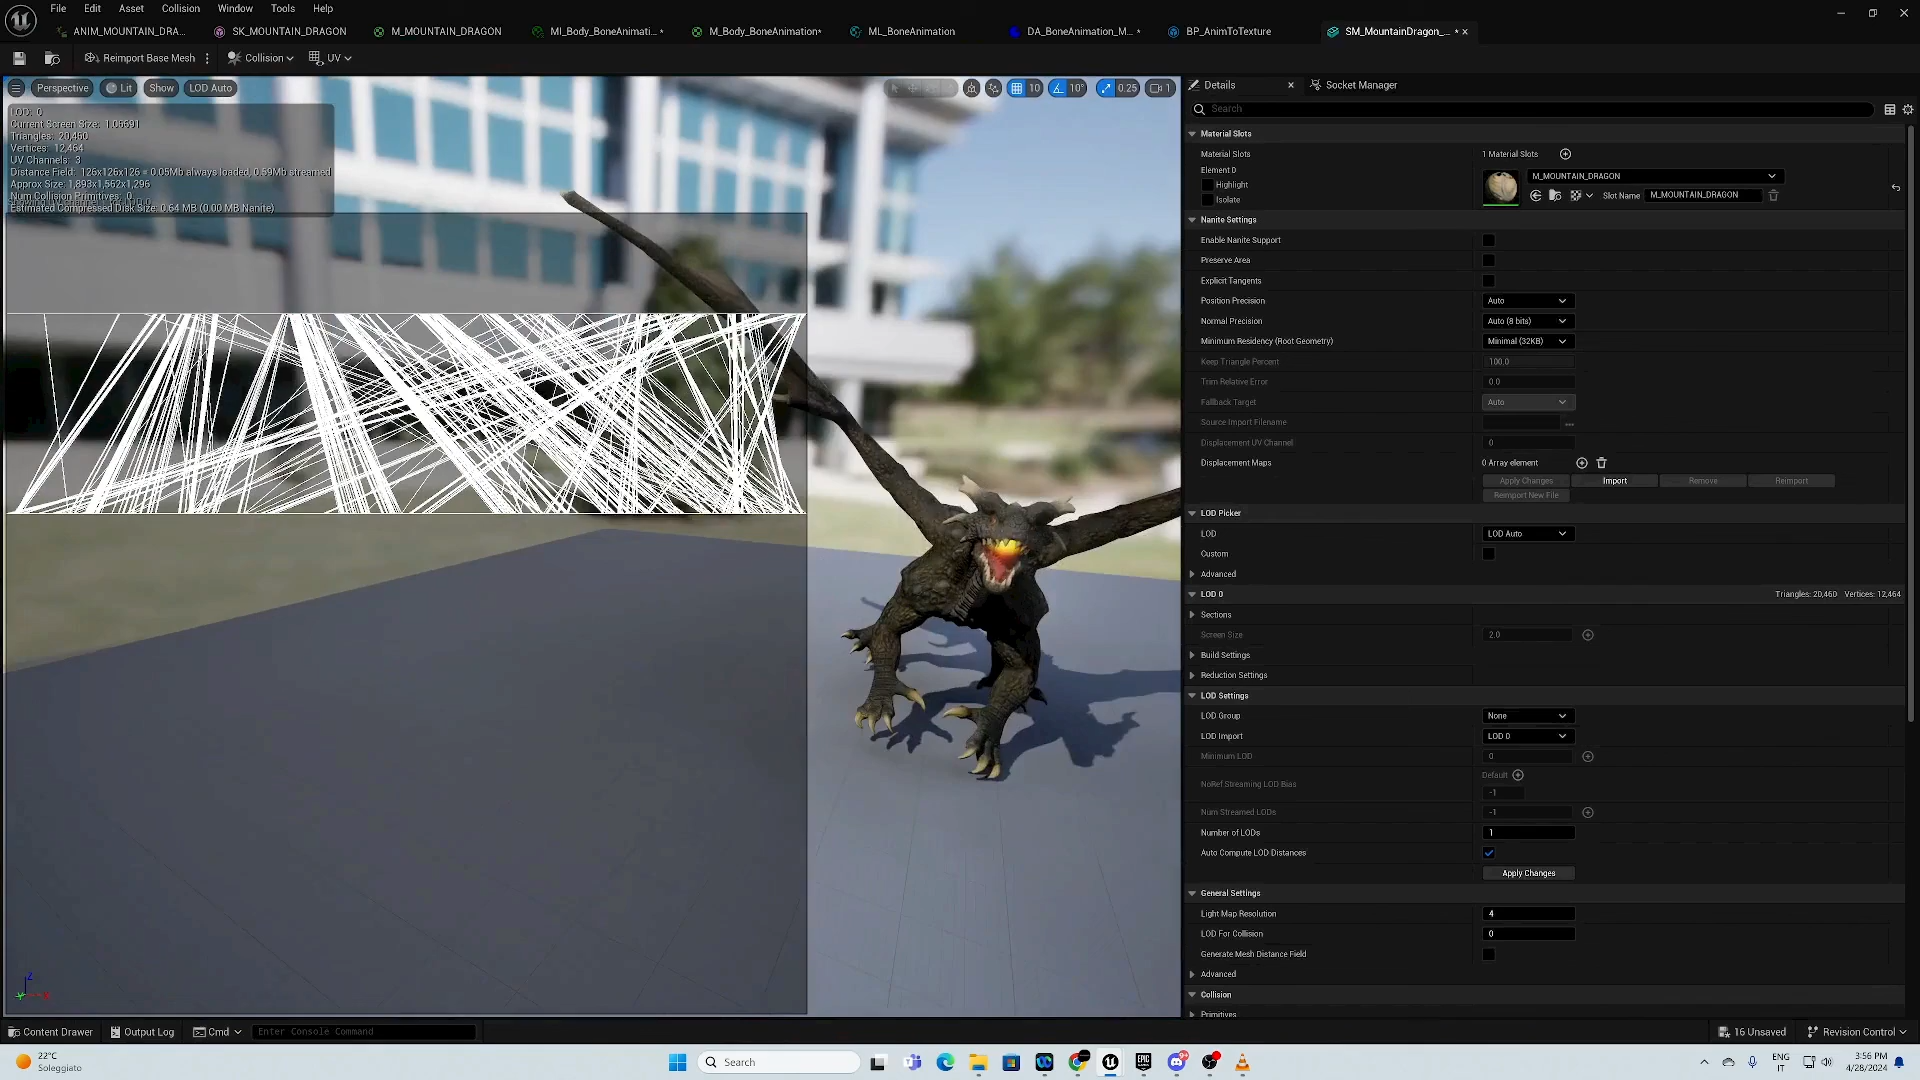 File Edit Asset Collision Window Tools Help
ANIM_MOUNTAIN_DRA... SK_MOUNTAIN_DRAGON M_MOUNTAIN_DRAGON MI_Body_BoneAnimati... * M_Body_BoneAnimation* ML_BoneAnimation DA_BoneAnimation_M... * BP_AnimToTexture SM_MountainDragon_... *
Reimport Base Mesh Collision UV
Perspective Lit Show LOD Auto 10 10° 0.25 1
LOD: 0
Current Screen Size: 1.06691
Triangles: 20,460
Vertices: 12,464
UV Channels: 3
Distance Field: 126x126x126 = 0.05Mb always loaded, 0.59Mb streamed
Approx Size: 1,893x1,562x1,296
Num Collision Primitives: 0
Estimated Compressed Disk Size: 0.64 MB (0.00 MB Nanite)
Z
Details Socket Manager
Search
Material Slots
Material Slots 1 Material Slots
Element 0
Highlight
Isolate
M_MOUNTAIN_DRAGON
Slot Name M_MOUNTAIN_DRAGON
Nanite Settings
Enable Nanite Support
Preserve Area
Explicit Tangents
Position Precision Auto
Normal Precision Auto (8 bits)
Minimum Residency (Root Geometry) Minimal (32KB)
Keep Triangle Percent 100.0
Trim Relative Error 0.0
Fallback Target Auto
Source Import Filename ...
Displacement UV Channel 0
Displacement Maps 0 Array element
Apply Changes Import Remove Reimport
Reimport New File
LOD Picker
LOD LOD Auto
Custom
Advanced
LOD 0 Triangles: 20,460 Vertices: 12,464
Sections
Screen Size 2.0
Build Settings
Reduction Settings
LOD Settings
LOD Group None
LOD Import LOD 0
Minimum LOD 0
Default
NoRef Streaming LOD Bias
-1
Num Streamed LODs -1
Number of LODs 1
Auto Compute LOD Distances
Apply Changes
General Settings
Light Map Resolution 4
LOD For Collision 0
Generate Mesh Distance Field
Advanced
Collision
Primitives
Content Drawer Output Log Cmd Enter Console Command 16 Unsaved Revision Control
22°C
Soleggiato
Search
ENG
IT
3:56 PM
4/28/2024